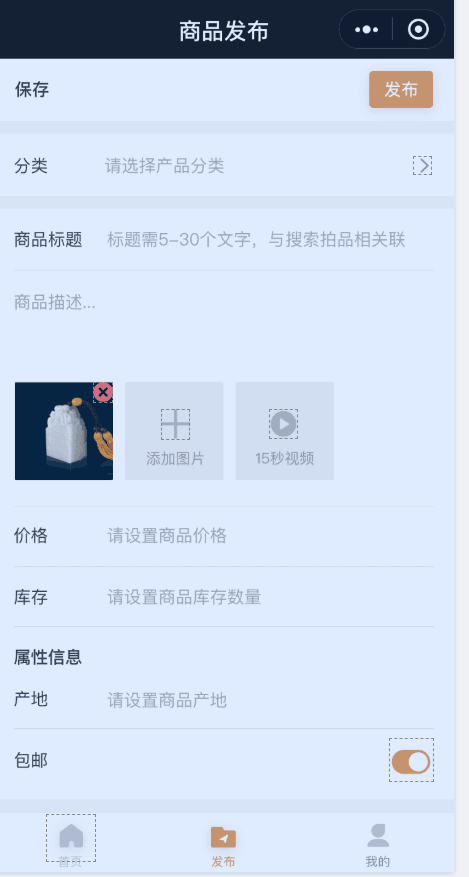 商品发布
保存
发布
分类 请选择产品分类
商品标题 标题需5-30个文字，与搜索拍品相关联
商品描述...
添加图片 15秒视频
价格 请设置商品价格
库存 请设置商品库存数量
属性信息
产地 请设置商品产地
包邮
首页 发布 我的